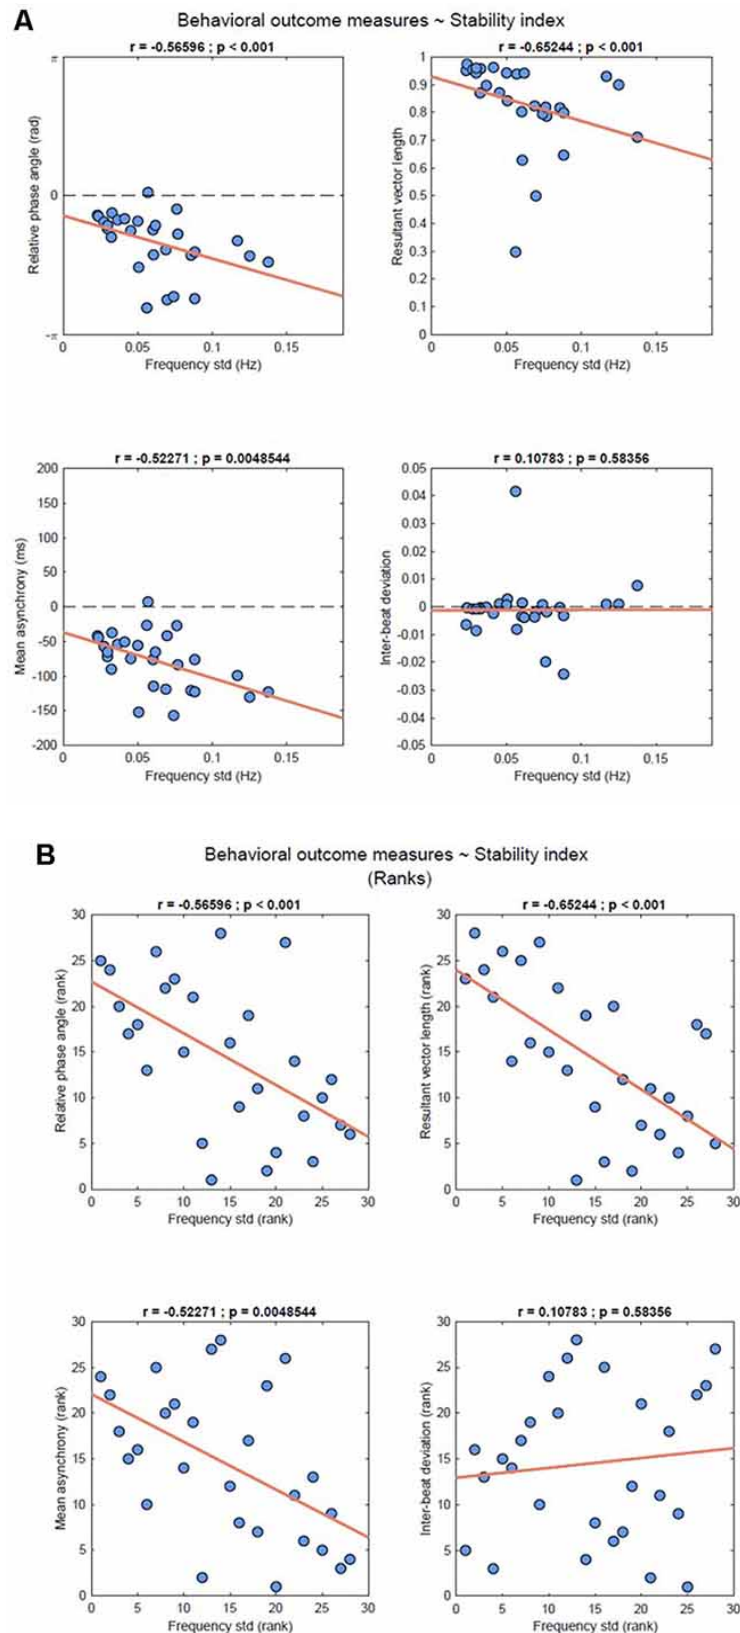 A
Behavioral outcome measures ~ Stability index
r = -0.56596 ; p < 0.001
π
0
-π
Relative phase angle (rad)
0 0.05 0.1 0.15
Frequency std (Hz)
r = -0.65244 ; p < 0.001
1
0.9
0.8
0.7
0.6
0.5
0.4
0.3
0.2
0.1
0
Resultant vector length
0 0.05 0.1 0.15
Frequency std (Hz)
r = -0.52271 ; p = 0.0048544
200
150
100
50
0
-50
-100
-150
-200
Mean asynchrony (ms)
0 0.05 0.1 0.15
Frequency std (Hz)
r = 0.10783 ; p = 0.58356
0.05
0.04
0.03
0.02
0.01
0
-0.01
-0.02
-0.03
-0.04
-0.05
Inter-beat deviation
0 0.05 0.1 0.15
Frequency std (Hz)
B
Behavioral outcome measures ~ Stability index
(Ranks)
r = -0.56596 ; p < 0.001
30
25
20
15
10
5
0
Relative phase angle (rank)
0 5 10 15 20 25 30
Frequency std (rank)
r = -0.65244 ; p < 0.001
30
25
20
15
10
5
0
Resultant vector length (rank)
0 5 10 15 20 25 30
Frequency std (rank)
r = -0.52271 ; p = 0.0048544
30
25
20
15
10
5
0
Mean asynchrony (rank)
0 5 10 15 20 25 30
Frequency std (rank)
r = 0.10783 ; p = 0.58356
30
25
20
15
10
5
0
Inter-beat deviation (rank)
0 5 10 15 20 25 30
Frequency std (rank)